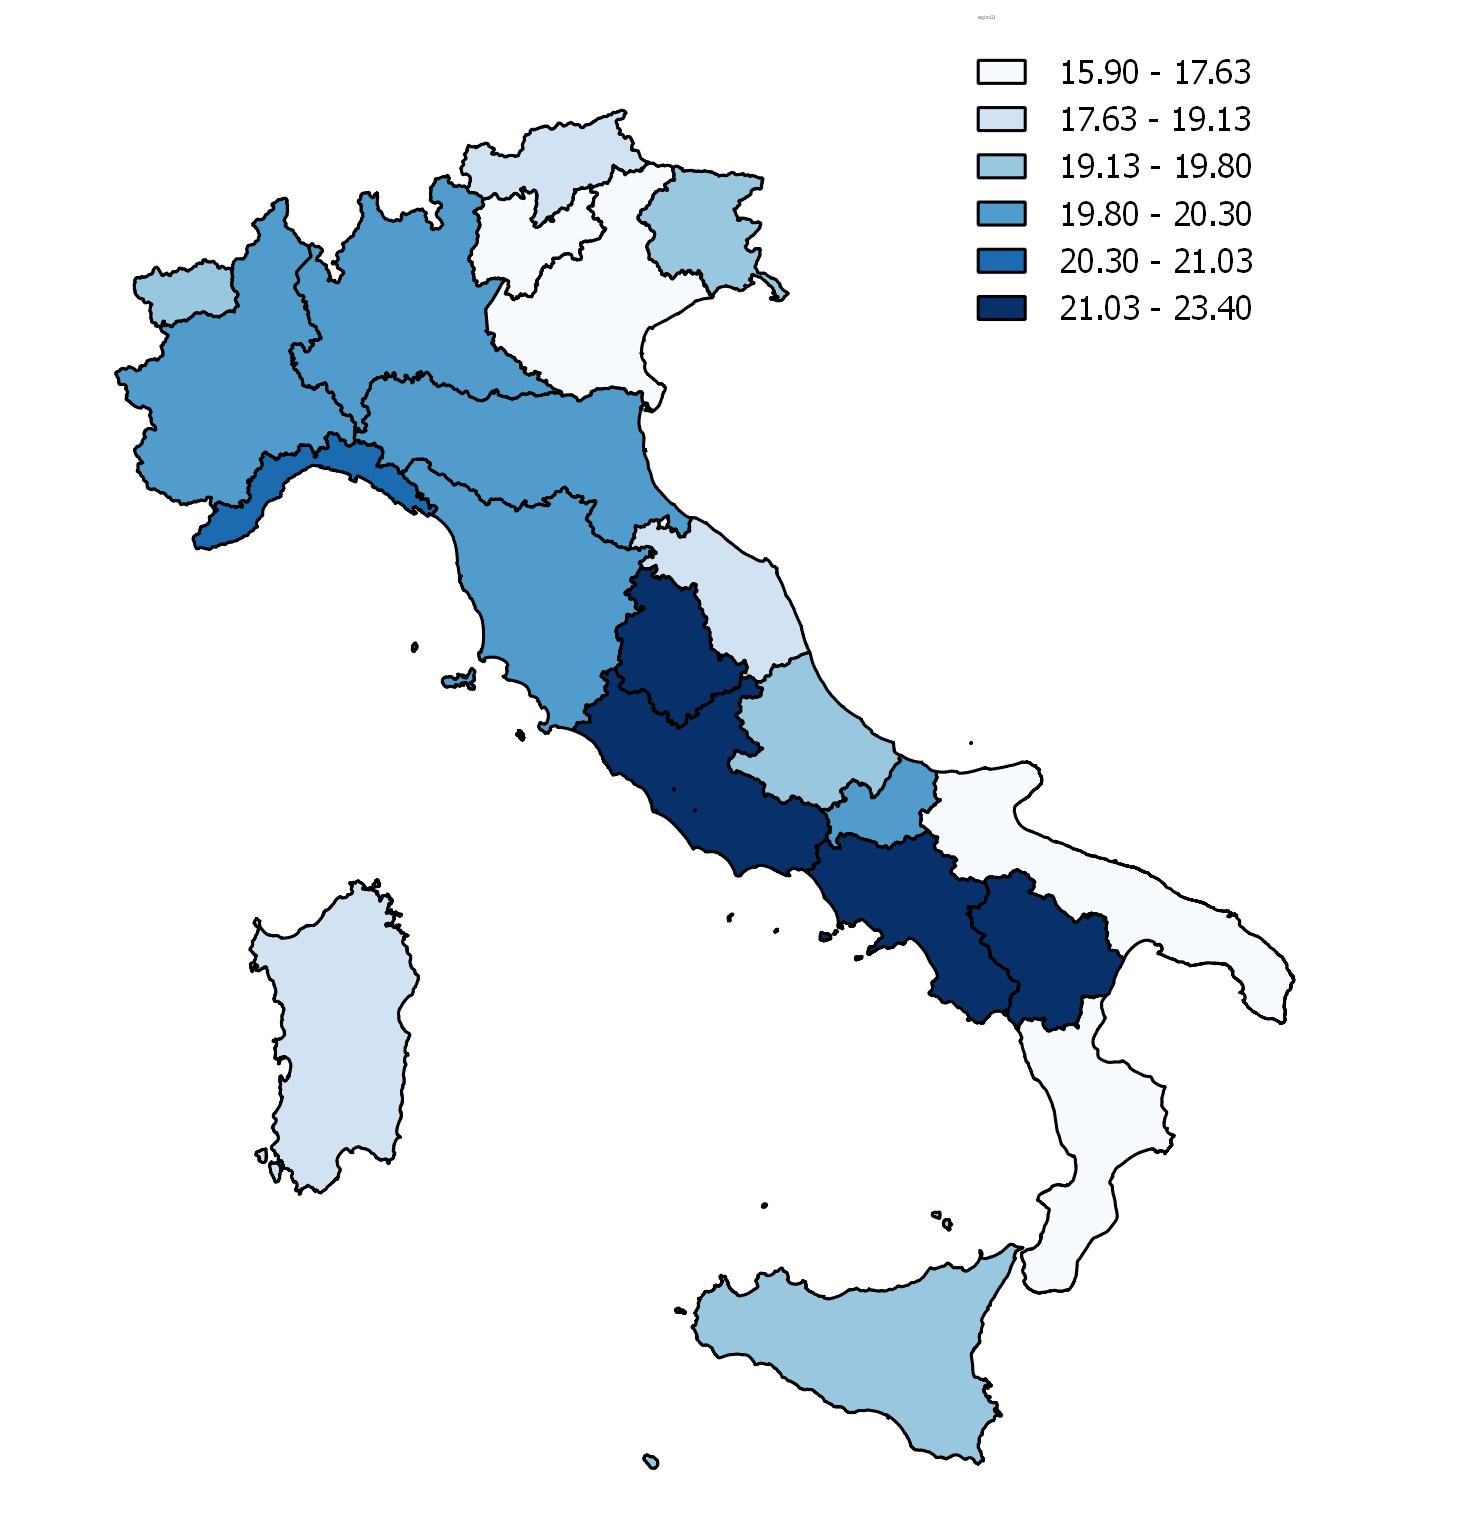 15.90 - 17.63
17.63 - 19.13
19.13 - 19.80
19.80 - 20.30
20.30 - 21.03
21.03 - 23.40